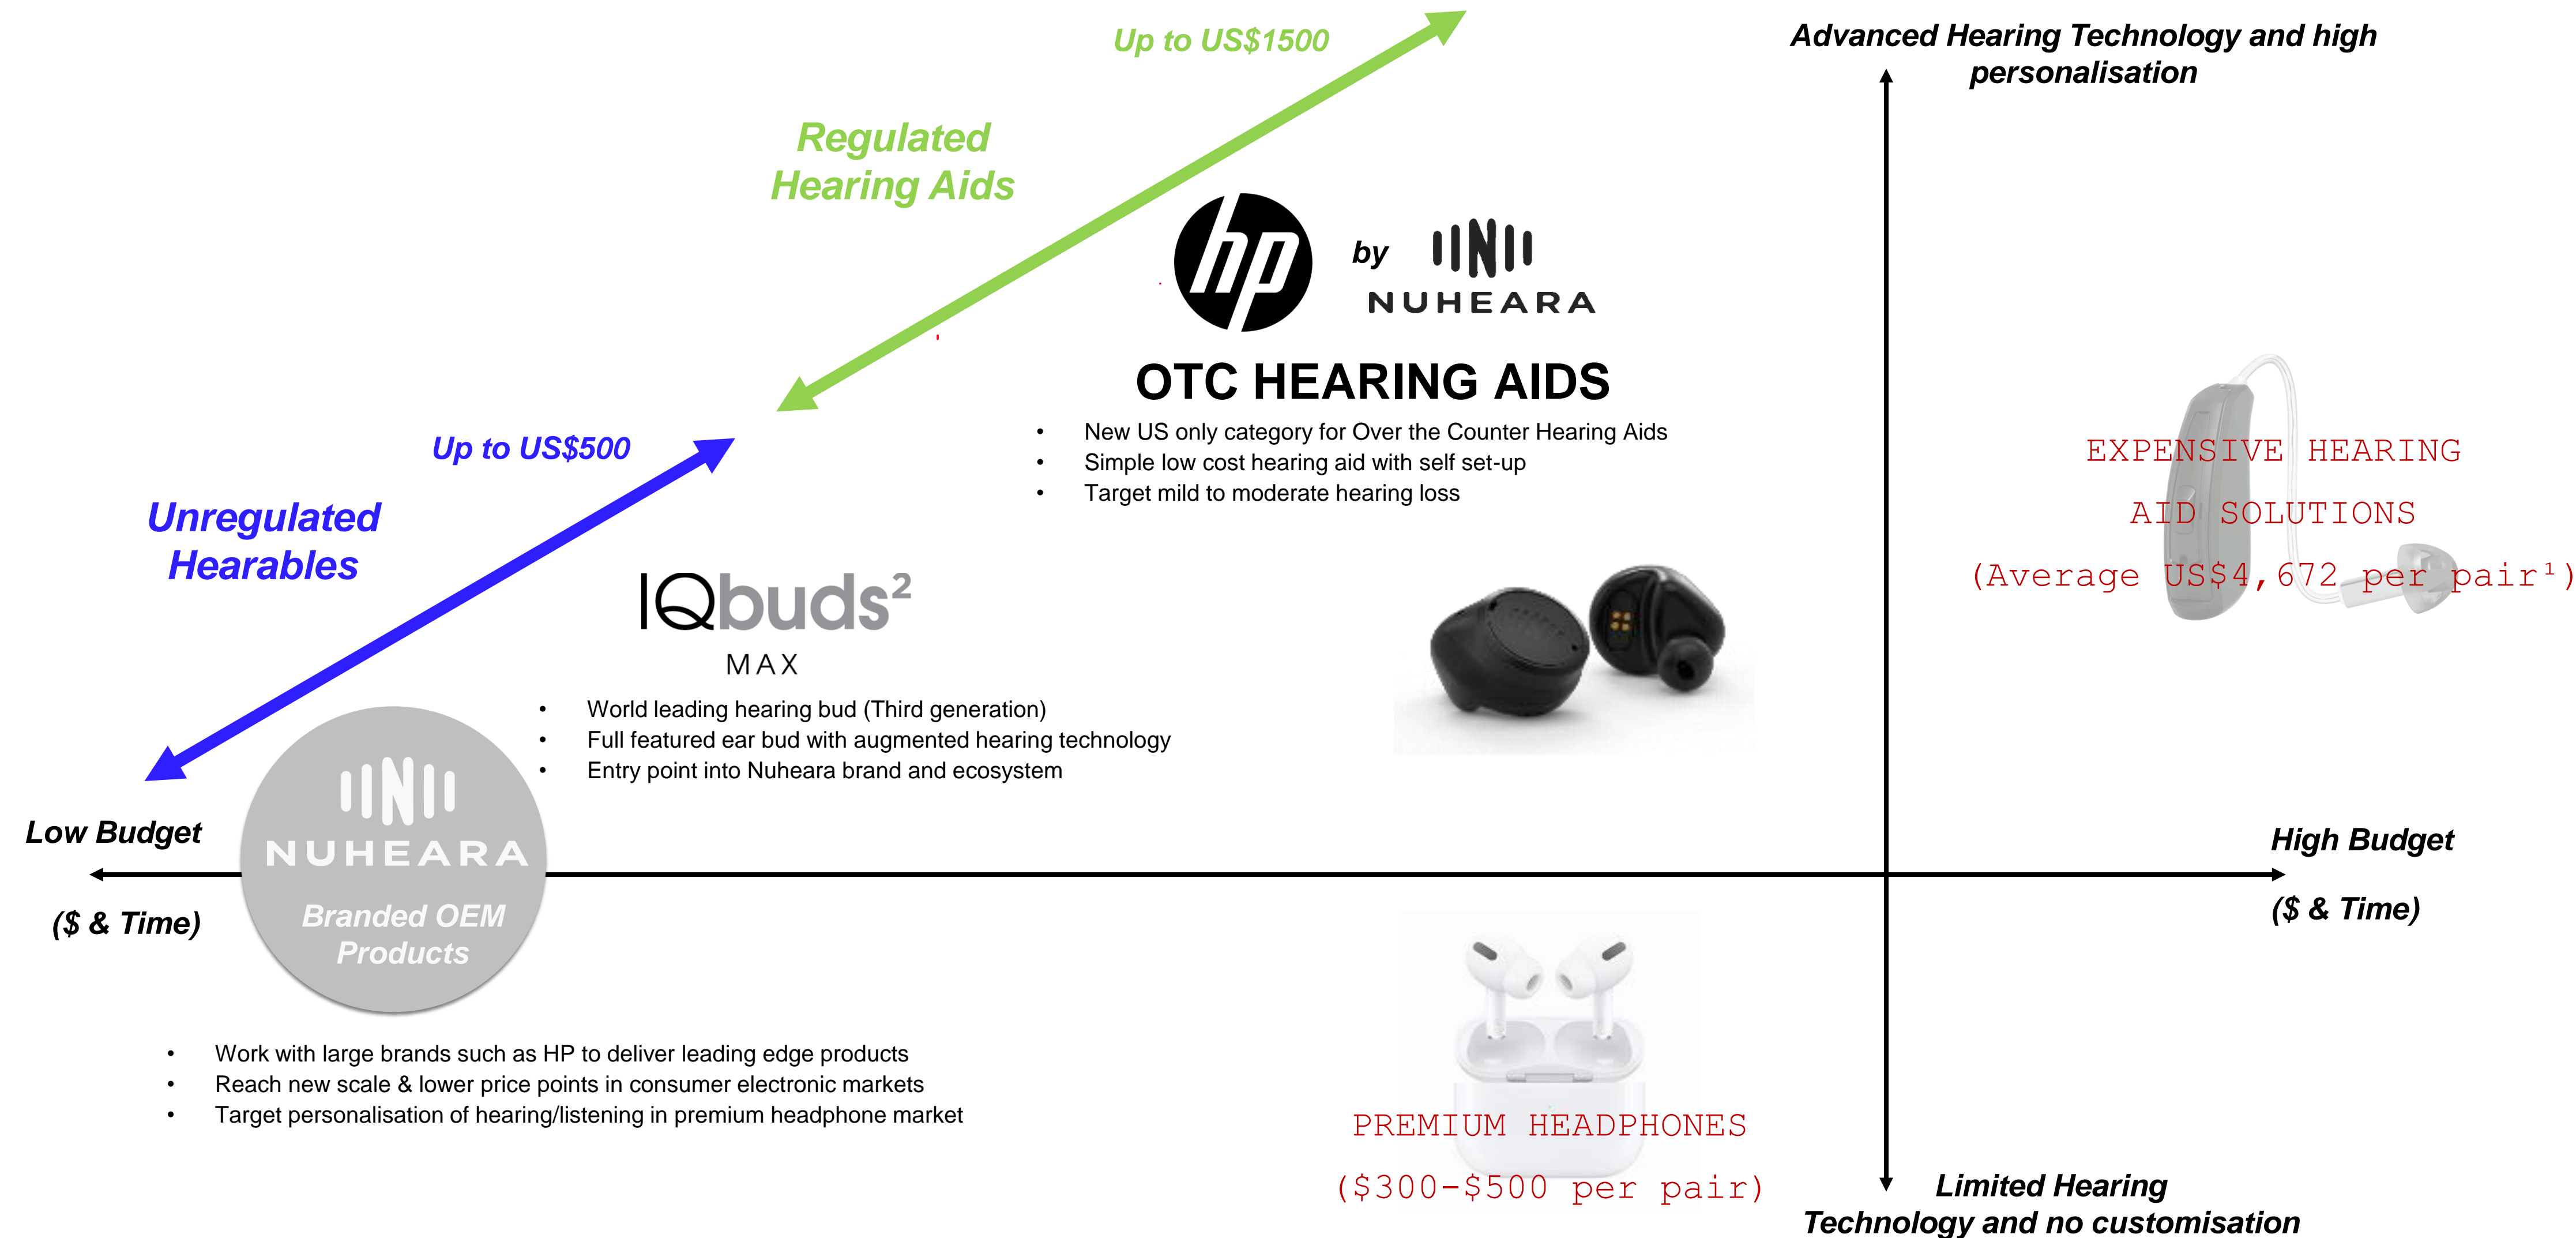 Up to US$1500
Advanced Hearing Technology and high
personalisation
Regulated
Hearing Aids
hp
by
NUHEARA
OTC HEARING AIDS
• New US only category for Over the Counter Hearing Aids
• Simple low cost hearing aid with self set-up
• Target mild to moderate hearing loss
EXPENSIVE HEARING
AID SOLUTIONS
(Average US$4,672 per pair¹)
Up to US$500
Unregulated
Hearables
IQbuds²
MAX
• World leading hearing bud (Third generation)
• Full featured ear bud with augmented hearing technology
• Entry point into Nuheara brand and ecosystem
Low Budget
($ & Time)
NUHEARA
Branded OEM
Products
High Budget
($ & Time)
• Work with large brands such as HP to deliver leading edge products
• Reach new scale & lower price points in consumer electronic markets
• Target personalisation of hearing/listening in premium headphone market
PREMIUM HEADPHONES
($300-$500 per pair)
Limited Hearing
Technology and no customisation